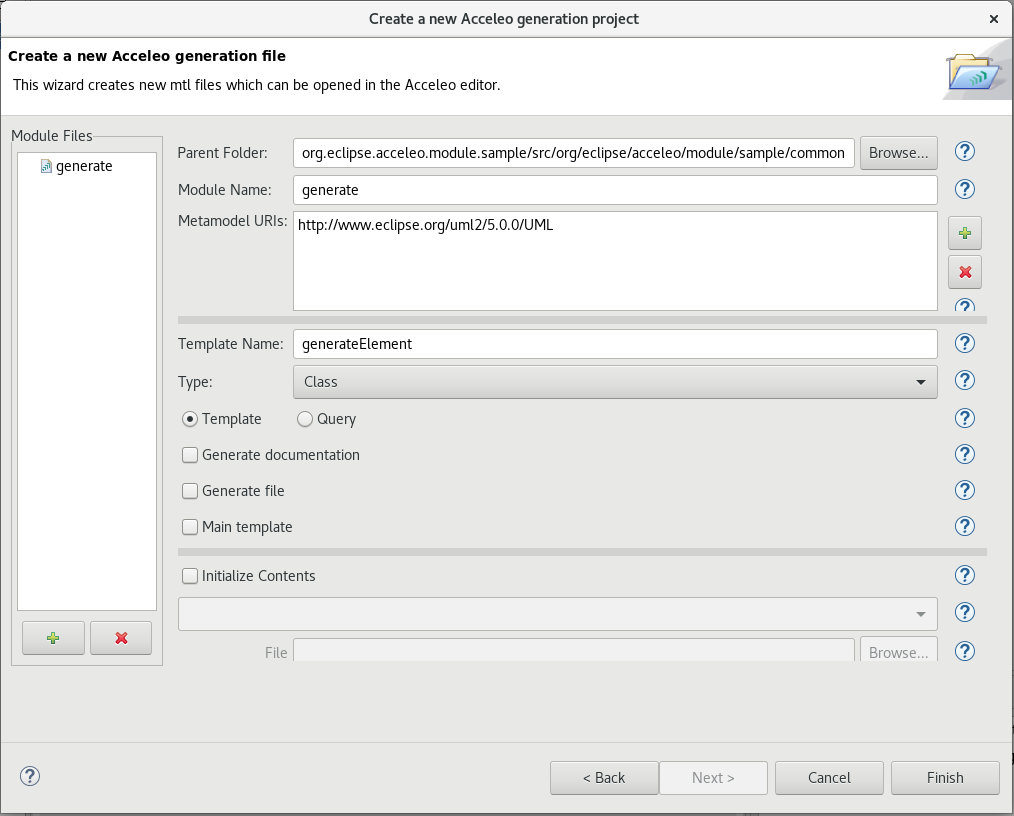 Create a new Acceleo generation project
Create a new Acceleo generation file
This wizard creates new mtl files which can be opened in the Acceleo editor.
Module Files
generate
Parent Folder: org.eclipse.acceleo.module.sample/src/org/eclipse/acceleo/module/sample/common Browse...
Module Name: generate
Metamodel URIs: http://www.eclipse.org/uml2/5.0.0/UML
Template Name: generateElement
Type: Class
Template Query
Generate documentation
Generate file
Main template
Initialize Contents
File Browse...
< Back Next > Cancel Finish